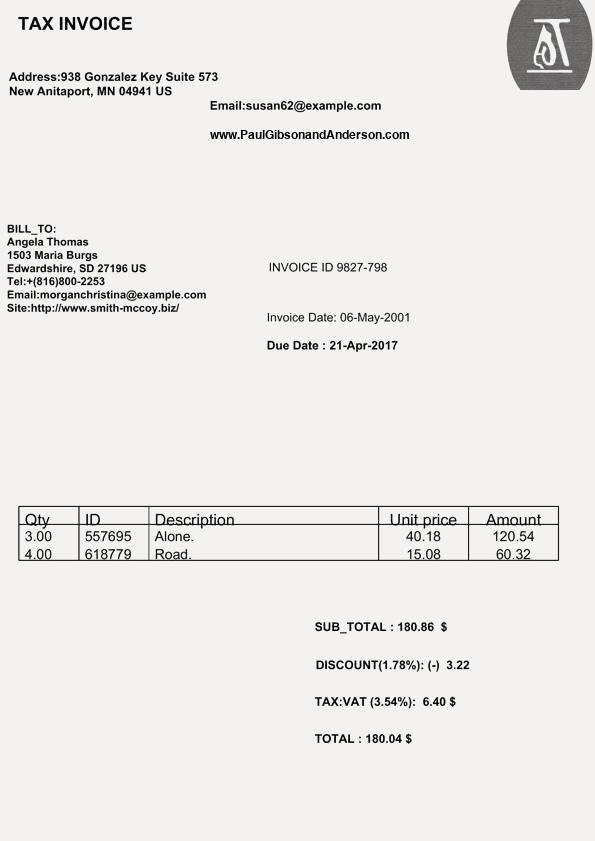 TAX INVOICE
Address:938 Gonzalez Key Suite 573
New Anitaport, MN 04941 US
Email:susan62@example.com
www.PaulGibsonandAnderson.com
BILL_TO:
Angela Thomas
1503 Maria Burgs
Edwardshire, SD 27196 US
Tel:+(816)800-2253
Email:morganchristina@example.com
Site:http://www.smith-mccoy.biz/
INVOICE ID 9827-798
Invoice Date: 06-May-2001
Due Date : 21-Apr-2017
Qty ID Description Unit price Amount
3.00 557695 Alone. 40.18 120.54
4.00 618779 Road. 15.08 60.32
SUB_TOTAL : 180.86 $
DISCOUNT(1.78%): (-) 3.22
TAX:VAT (3.54%): 6.40 $
TOTAL : 180.04 $